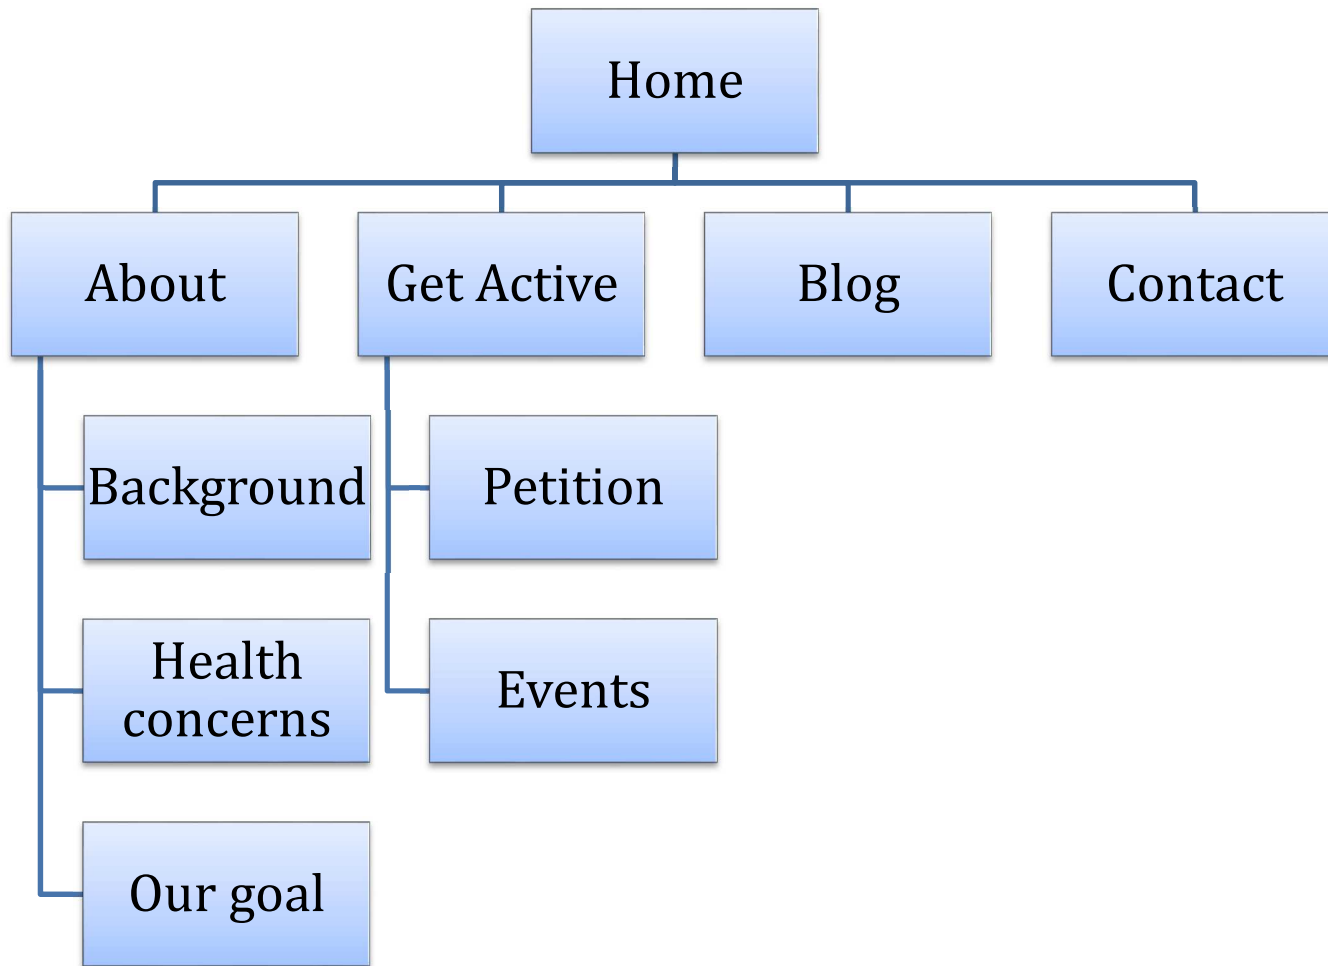 Home
About
Get Active
Blog
Contact
Background
Petition
Health
concerns
Events
Our goal